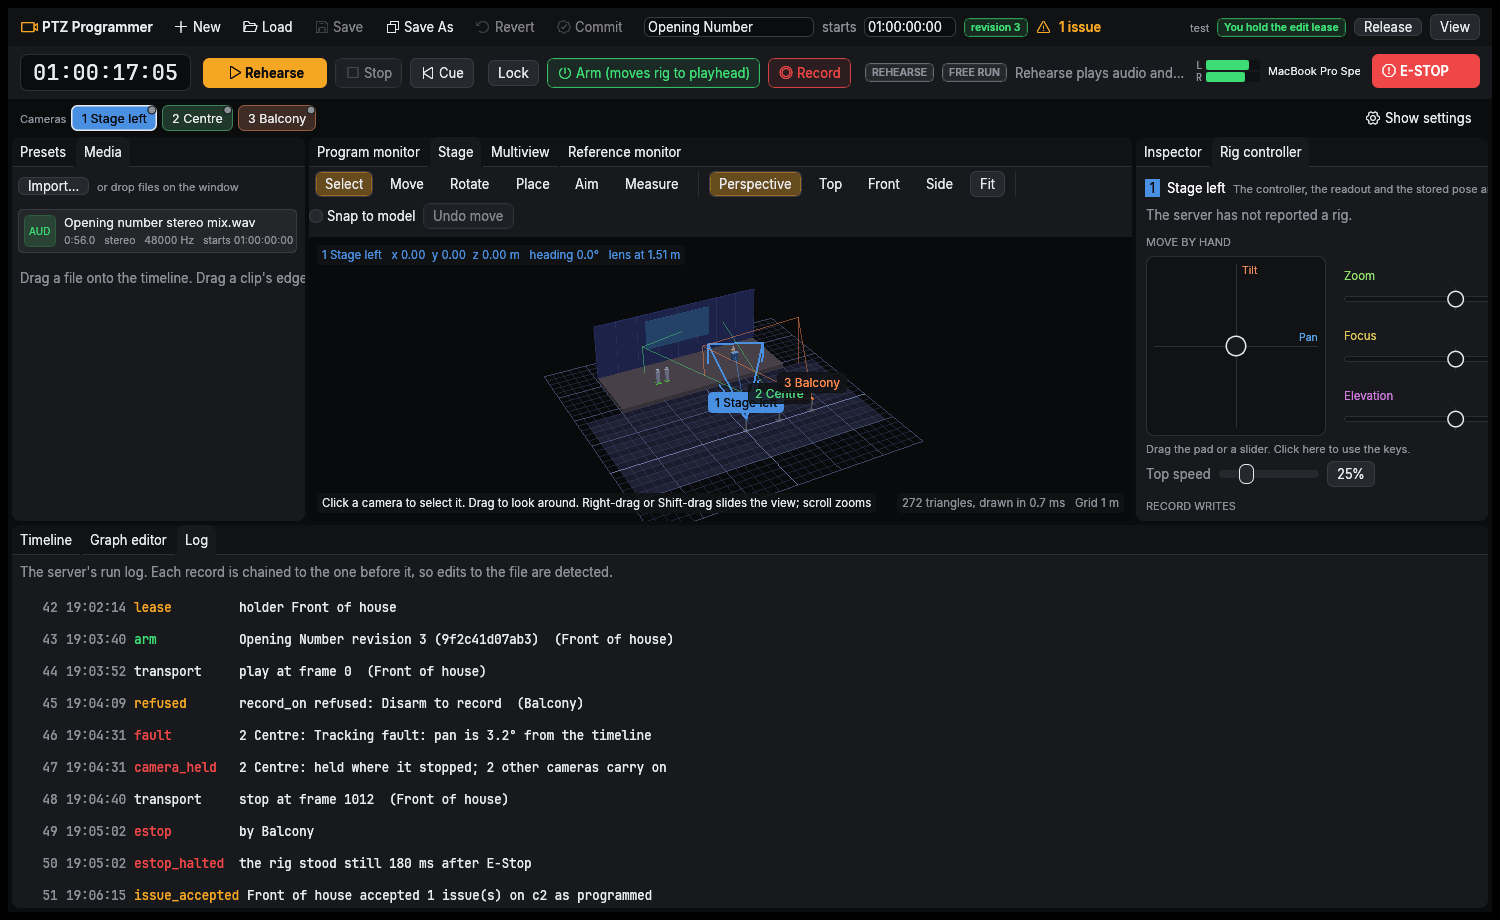 PTZ Programmer New Load Save Save As Revert Commit Opening Number starts 01:00:00:00 revision 3 1 issue test You hold the edit lease Release View
01:00:17:05 Rehearse Stop Cue Lock Arm (moves rig to playhead) Record REHEARSE FREE RUN Rehearse plays audio and... L R MacBook Pro Spe E-STOP
Cameras 1 Stage left 2 Centre 3 Balcony Show settings
Presets Media
Import... or drop files on the window
AUD Opening number stereo mix.wav
0:56.0 stereo 48000 Hz starts 01:00:00:00
Drag a file onto the timeline. Drag a clip's edge
Program monitor Stage Multiview Reference monitor
Select Move Rotate Place Aim Measure Perspective Top Front Side Fit
Snap to model Undo move
1 Stage left x 0.00 y 0.00 z 0.00 m heading 0.0° lens at 1.51 m
3 Balcony
2 Centre
1 Stage left
Click a camera to select it. Drag to look around. Right-drag or Shift-drag slides the view; scroll zooms 272 triangles, drawn in 0.7 ms Grid 1 m
Inspector Rig controller
1 Stage left The controller, the readout and the stored pose a
The server has not reported a rig.
MOVE BY HAND
Tilt
Pan
Zoom
Focus
Elevation
Drag the pad or a slider. Click here to use the keys.
Top speed 25%
RECORD WRITES
Timeline Graph editor Log
The server's run log. Each record is chained to the one before it, so edits to the file are detected.
42 19:02:14 lease holder Front of house
43 19:03:40 arm Opening Number revision 3 (9f2c41d07ab3) (Front of house)
44 19:03:52 transport play at frame 0 (Front of house)
45 19:04:09 refused record_on refused: Disarm to record (Balcony)
46 19:04:31 fault 2 Centre: Tracking fault: pan is 3.2° from the timeline
47 19:04:31 camera_held 2 Centre: held where it stopped; 2 other cameras carry on
48 19:04:40 transport stop at frame 1012 (Front of house)
49 19:05:02 estop by Balcony
50 19:05:02 estop_halted the rig stood still 180 ms after E-Stop
51 19:06:15 issue_accepted Front of house accepted 1 issue(s) on c2 as programmed